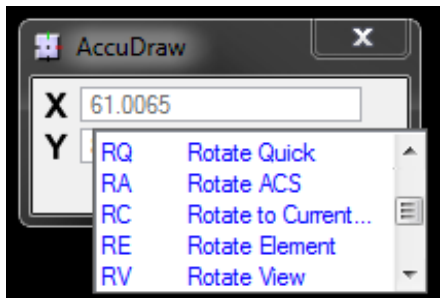 AccuDraw
X 61.0065
Y
RQ Rotate Quick
RA Rotate ACS
RC Rotate to Current...
RE Rotate Element
RV Rotate View